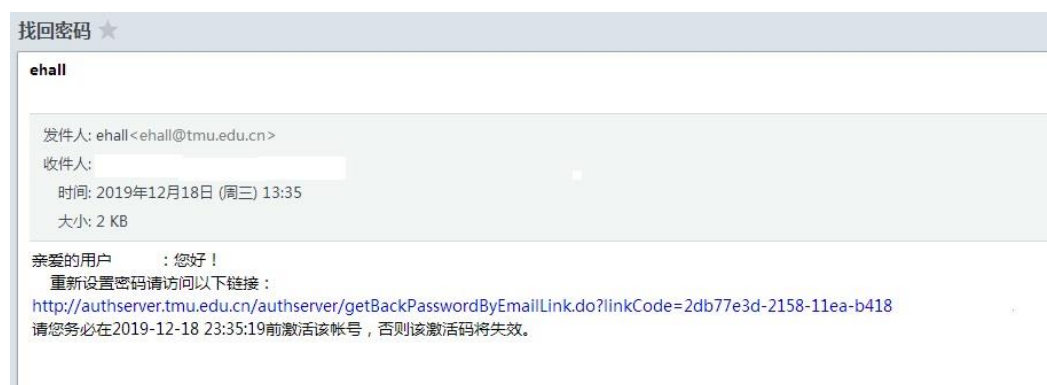 找回密码
ehall
发件人: ehall<ehall@tmu.edu.cn>
收件人:
时间: 2019年12月18日 (周三) 13:35
大小: 2 KB
亲爱的用户 ：您好！
重新设置密码请访问以下链接：
http://authserver.tmu.edu.cn/authserver/getBackPasswordByEmailLink.do?linkCode=2db77e3d-2158-11ea-b418
请您务必在2019-12-18 23:35:19前激活该帐号，否则该激活码将失效。